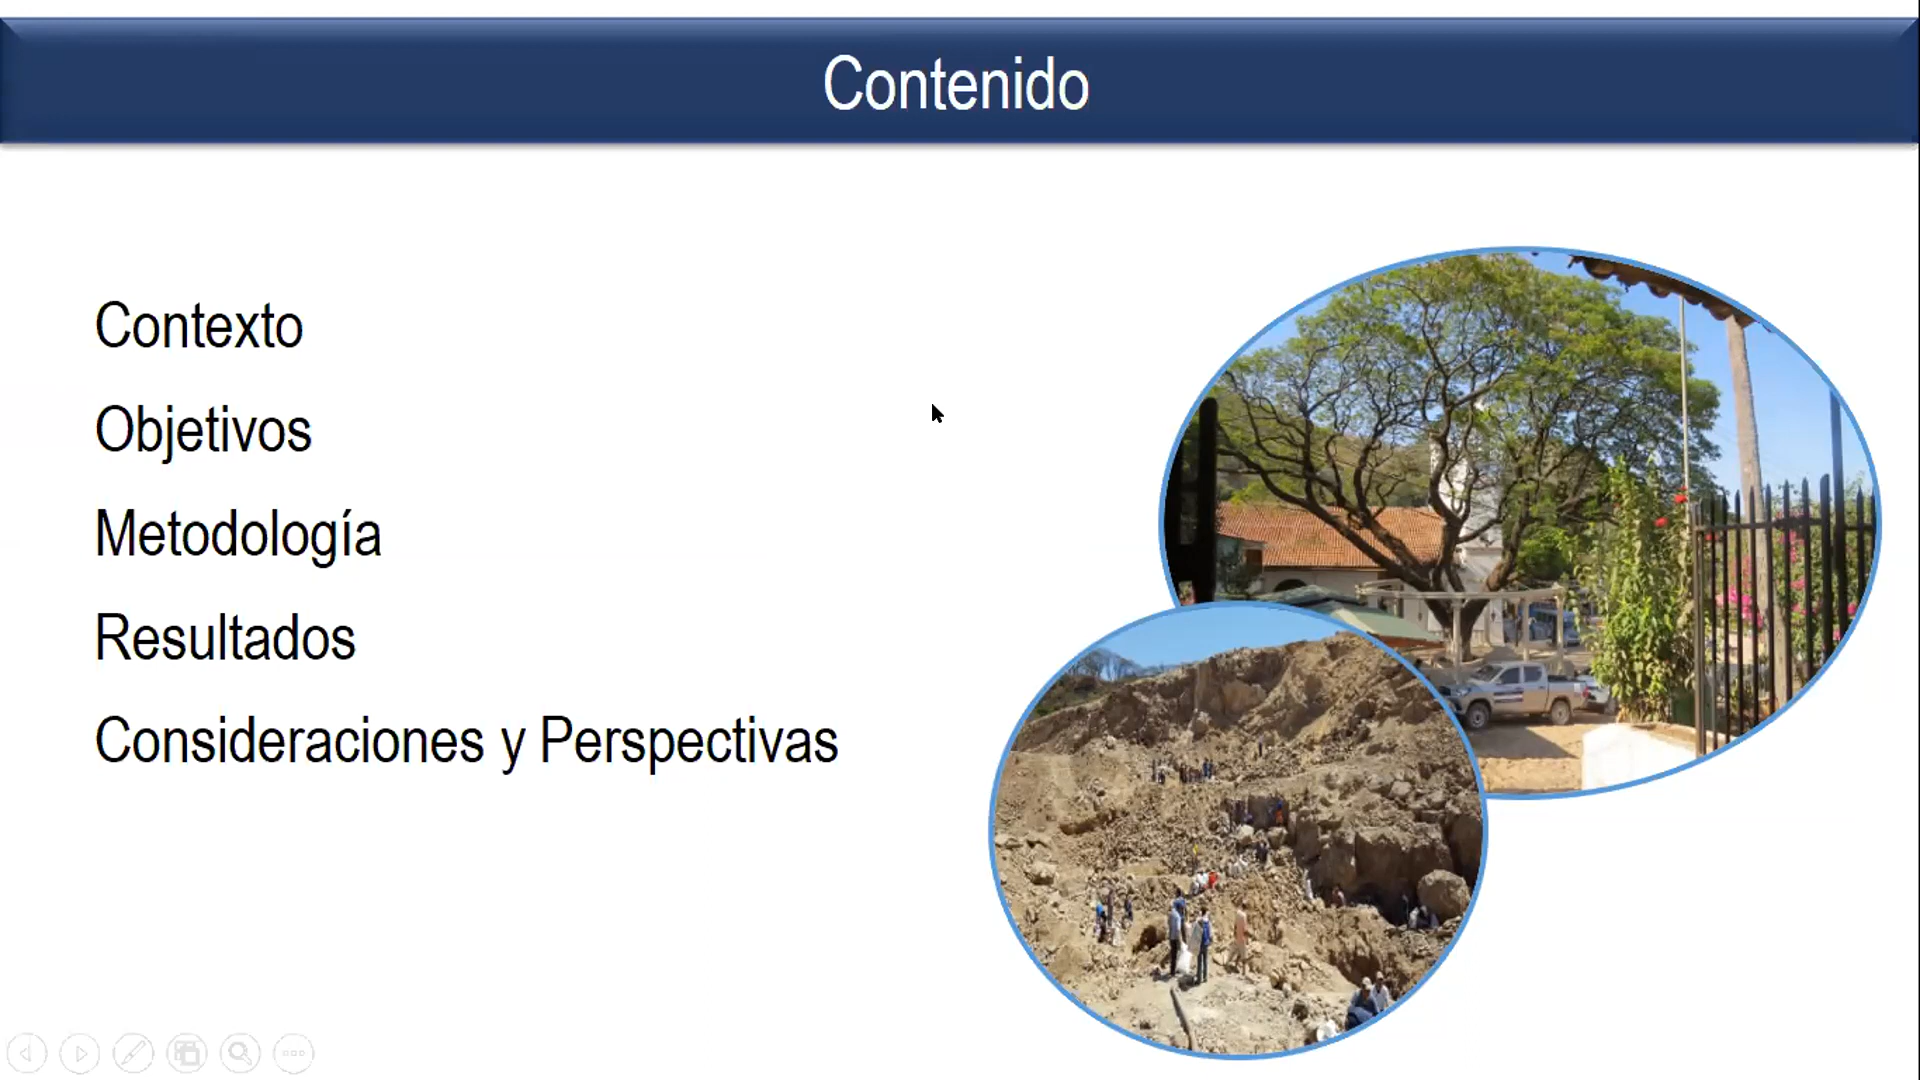 Contenido
Contexto
Objetivos
Metodología
Resultados
Consideraciones y Perspectivas